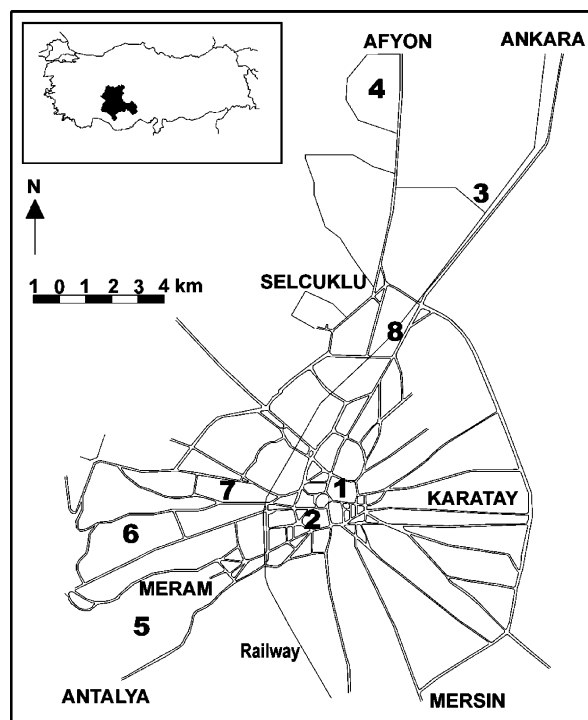 AFYON ANKARA
4
N
3
1 0 1 2 3 4 km
SELCUKLU
8
7
1
KARATAY
2
6
MERAM
5
Railway
ANTALYA
MERSIN